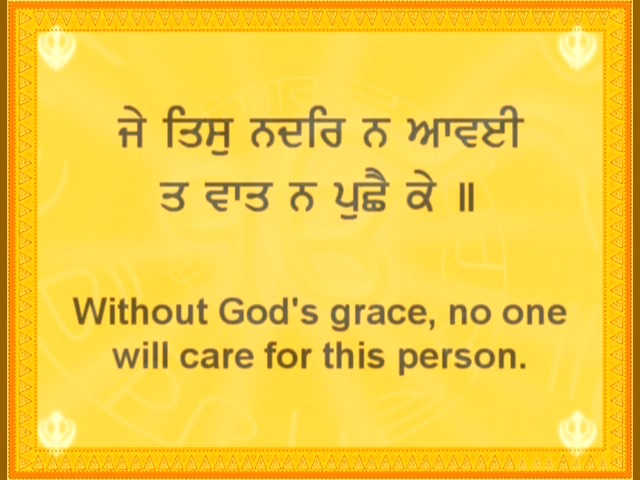 ਜੇ ਤਿਸੁ ਨਦਰਿ ਨ ਆਵਈ
ਤ ਵਾਤ ਨ ਪੁਛੈ ਕੇ ॥
Without God's grace, no one
will care for this person.